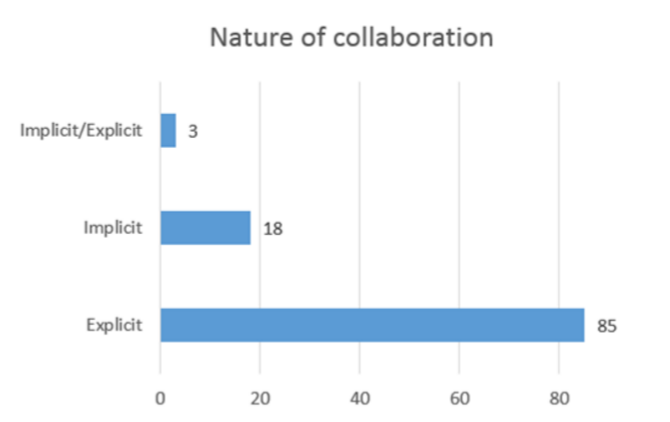 Nature of collaboration
Implicit/Explicit 3
Implicit 18
Explicit 85
0 20 40 60 80